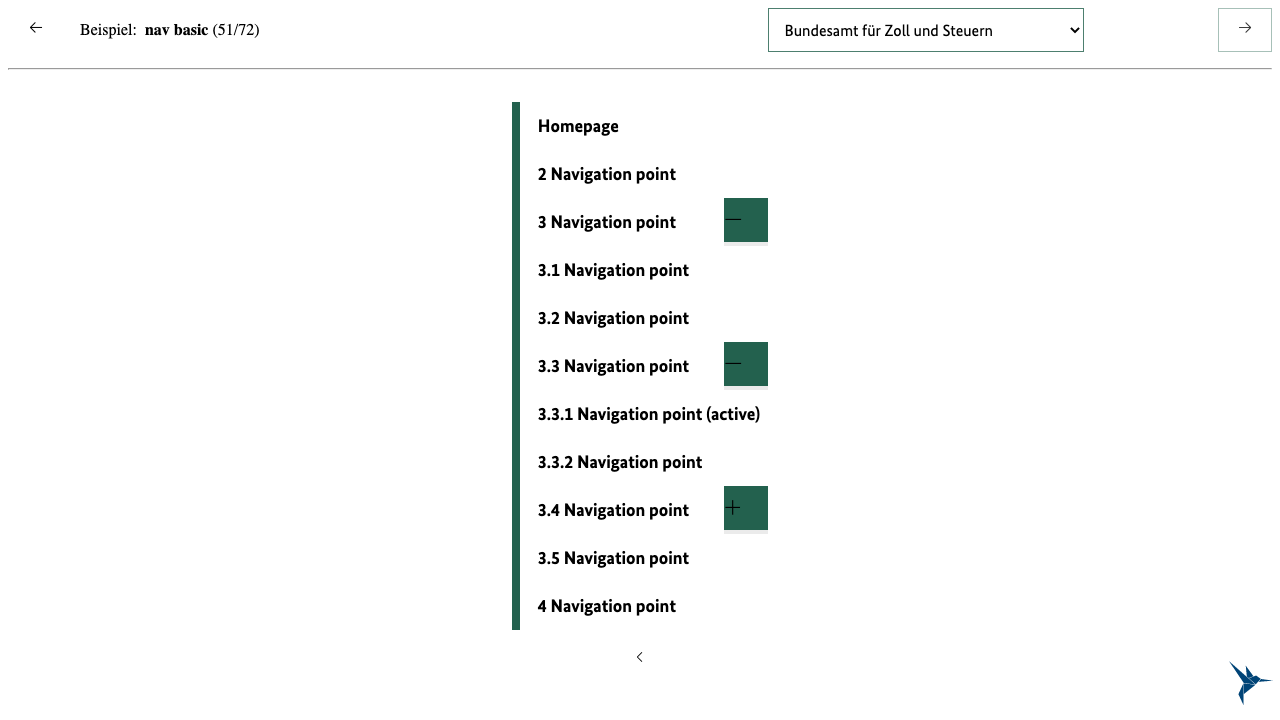 Beispiel: nav basic (51/72)
Bundesamt für Zoll und Steuern
Homepage
2 Navigation point
3 Navigation point
3.1 Navigation point
3.2 Navigation point
3.3 Navigation point
3.3.1 Navigation point (active)
3.3.2 Navigation point
3.4 Navigation point
3.5 Navigation point
4 Navigation point